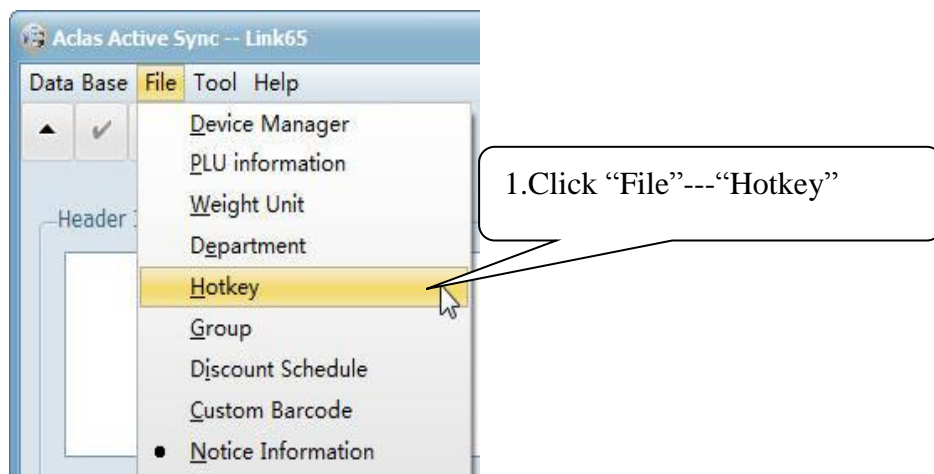 Aclas Active Sync -- Link65
Data Base File Tool Help
Device Manager
PLU information
Weight Unit
Department
Hotkey
Group
Discount Schedule
Custom Barcode
Notice Information
Header
1.Click “File”---“Hotkey”